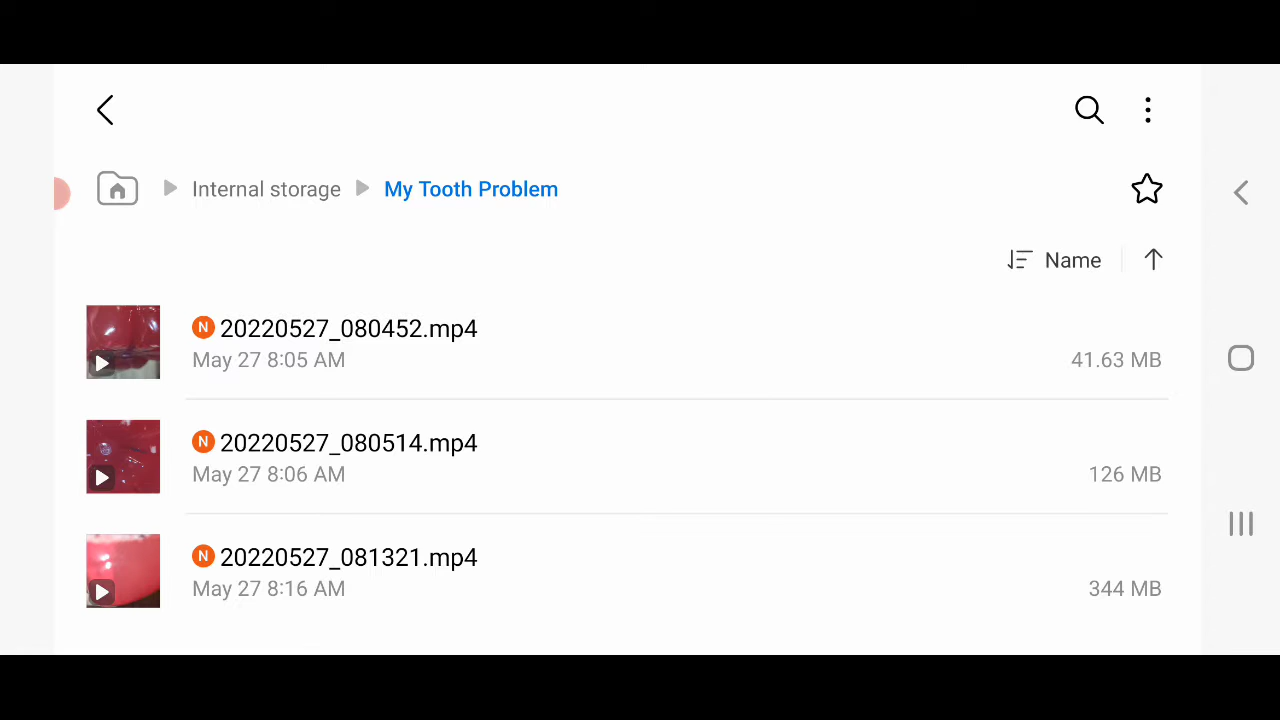 Internal storage My Tooth Problem
Name
N 20220527_080452.mp4
May 27 8:05 AM 41.63 MB
N 20220527_080514.mp4
May 27 8:06 AM 126 MB
N 20220527_081321.mp4
May 27 8:16 AM 344 MB